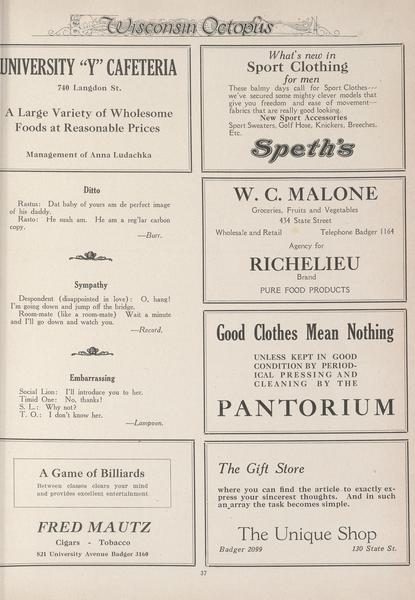 Wisconsin Octopus
UNIVERSITY "Y" CAFETERIA
740 Langdon St.
A Large Variety of Wholesome
Foods at Reasonable Prices
Management of Anna Ludachka
Ditto
Rastus: Dat baby of yours am de perfect image
of his daddy.
Rasto: He suah am. He am a reg'lar carbon
copy.
—Burr.
Sympathy
Despondent (disappointed in love): O, hang!
I'm going down and jump off the bridge.
Room-mate (like a room-mate) Wait a minute
and I'll go down and watch you.
—Record.
Embarrassing
Social Lion: I'll introduce you to her.
Timid One: No, thanks!
S. L.: Why not?
T. O.: I don't know her.
—Lampoon.
A Game of Billiards
Between classes clears your mind
and provides excellent entertainment
FRED MAUTZ
Cigars - Tobacco
821 University Avenue Badger 3160
What's new in
Sport Clothing
for men
These balmy days call for Sport Clothes---
we've secured some mighty clever models that
give you freedom and ease of movement—
fabrics that are really good looking.
New Sport Accessories
Sport Sweaters, Golf Hose, Knickers, Breeches,
Etc.
Speth's
W. C. MALONE
Groceries, Fruits and Vegetables
434 State Street
Wholesale and Retail Telephone Badger 1164
Agency for
RICHELIEU
Brand
PURE FOOD PRODUCTS
Good Clothes Mean Nothing
UNLESS KEPT IN GOOD
CONDITION BY PERIOD-
ICAL PRESSING AND
CLEANING BY THE
PANTORIUM
The Gift Store
where you can find the article to exactly ex-
press your sincerest thoughts. And in such
an array the task becomes simple.
The Unique Shop
Badger 2099 130 State St.
37